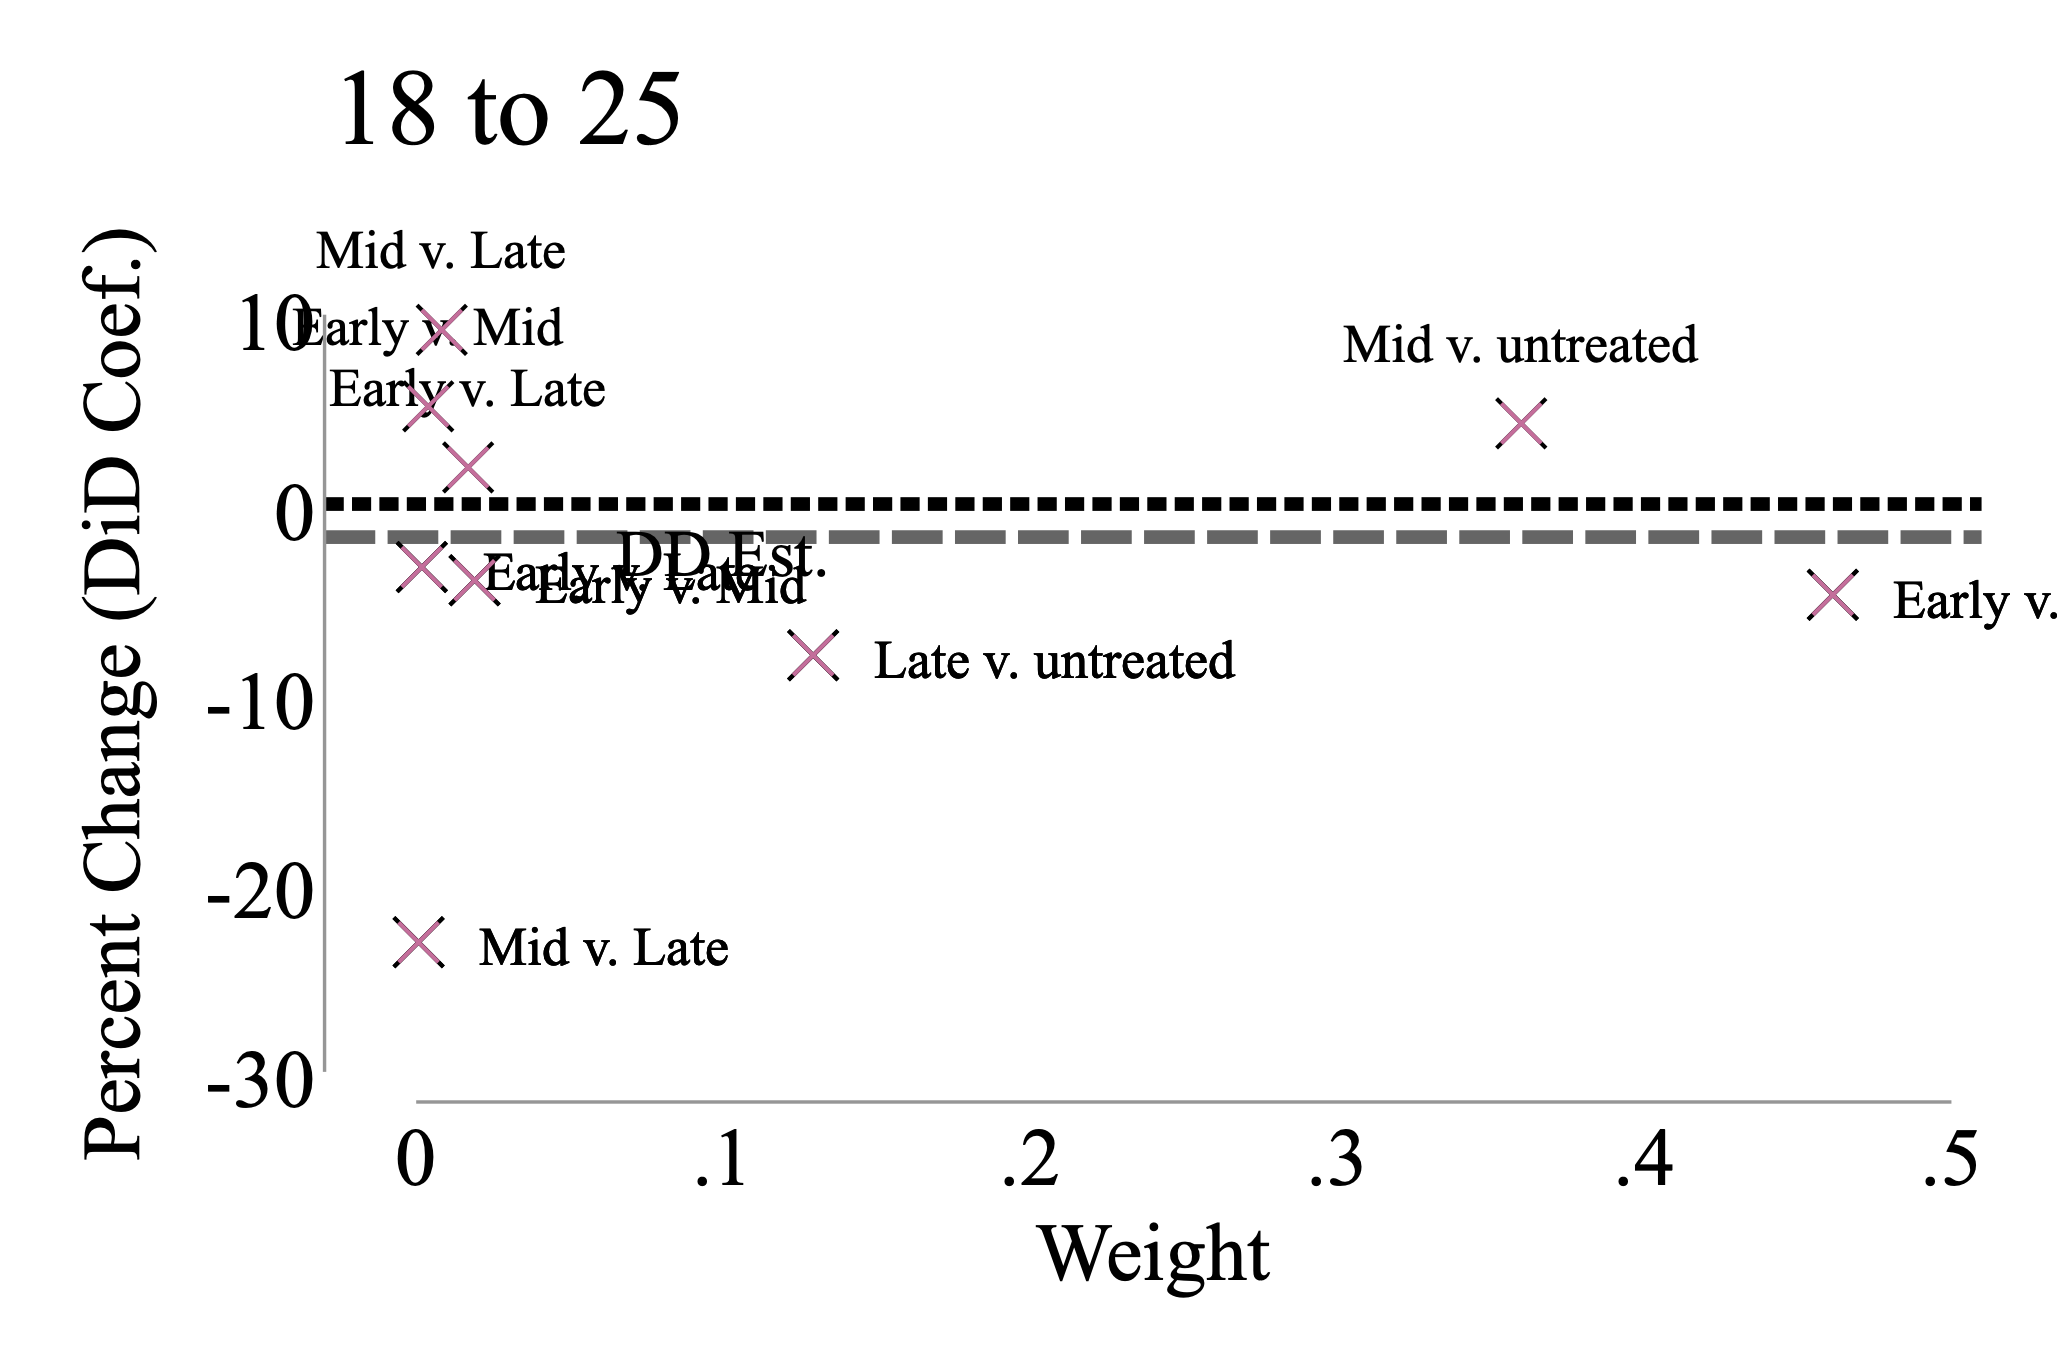 18 to 25
Percent Change (DiD Coef.)
Mid v. Late
10
Early v. Mid
Mid v. untreated
Early v. Late
0
DD Est.
Early v. Late
Early v. Mid
Early v.
Late v. untreated
-10
-20
Mid v. Late
-30
0 .1 .2 .3 .4 .5
Weight